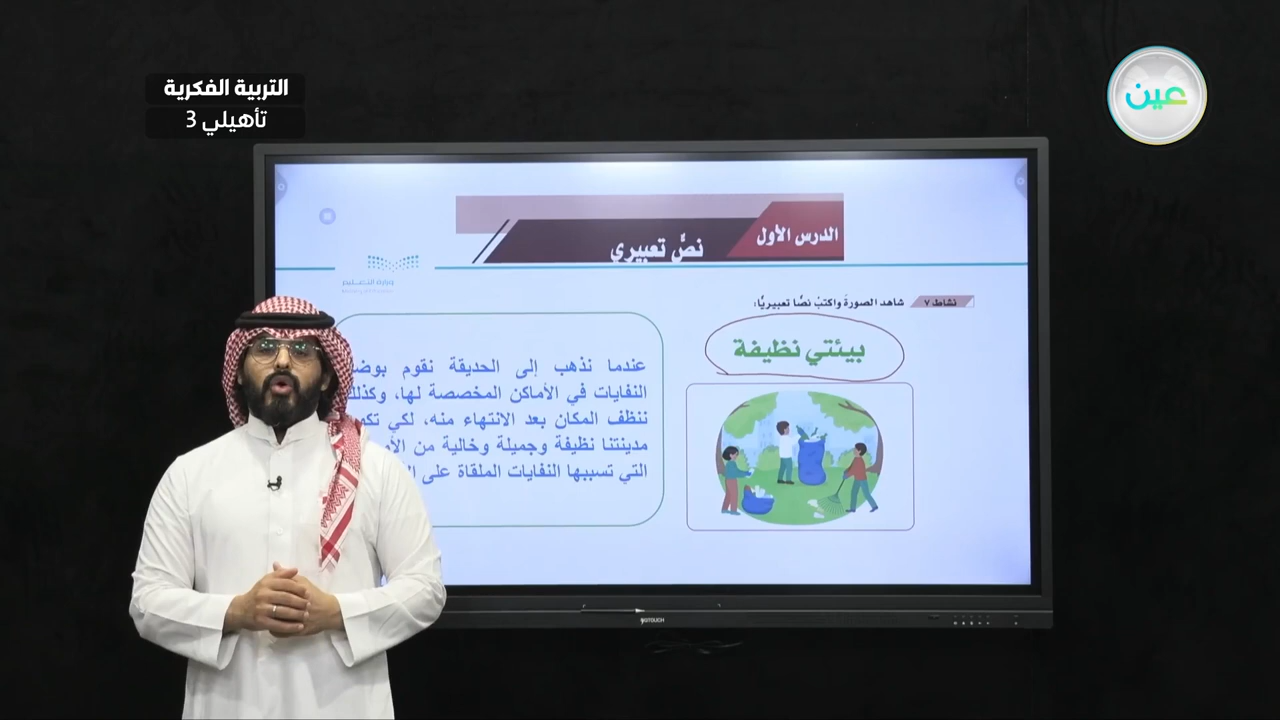 التربية الفكرية
تأهيلي 3
عين
الدرس الأول
نصٌّ تعبيري
وزارة التعليم
نشاط ٧
شاهد الصورة واكتب نصًّا تعبيريًّا:
بيئتي نظيفة
عندما نذهب إلى الحديقة نقوم
النفايات في الأماكن المخصصة لها،
ننظف المكان بعد الانتهاء منه، لكي
مدينتنا نظيفة وجميلة وخالية من
التي تسببها النفايات الملقاة على